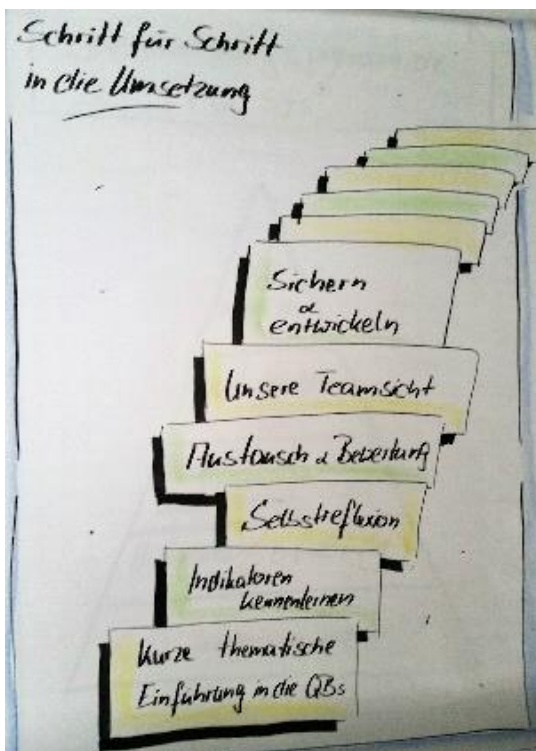 Schritt für Schritt
in die Umsetzung
Sichern
&
entwickeln
Unsere Teamsicht
Austausch & Bewertung
Selbstreflexion
Indikatoren
kennenlernen
Kurze thematische
Einführung in die QBs